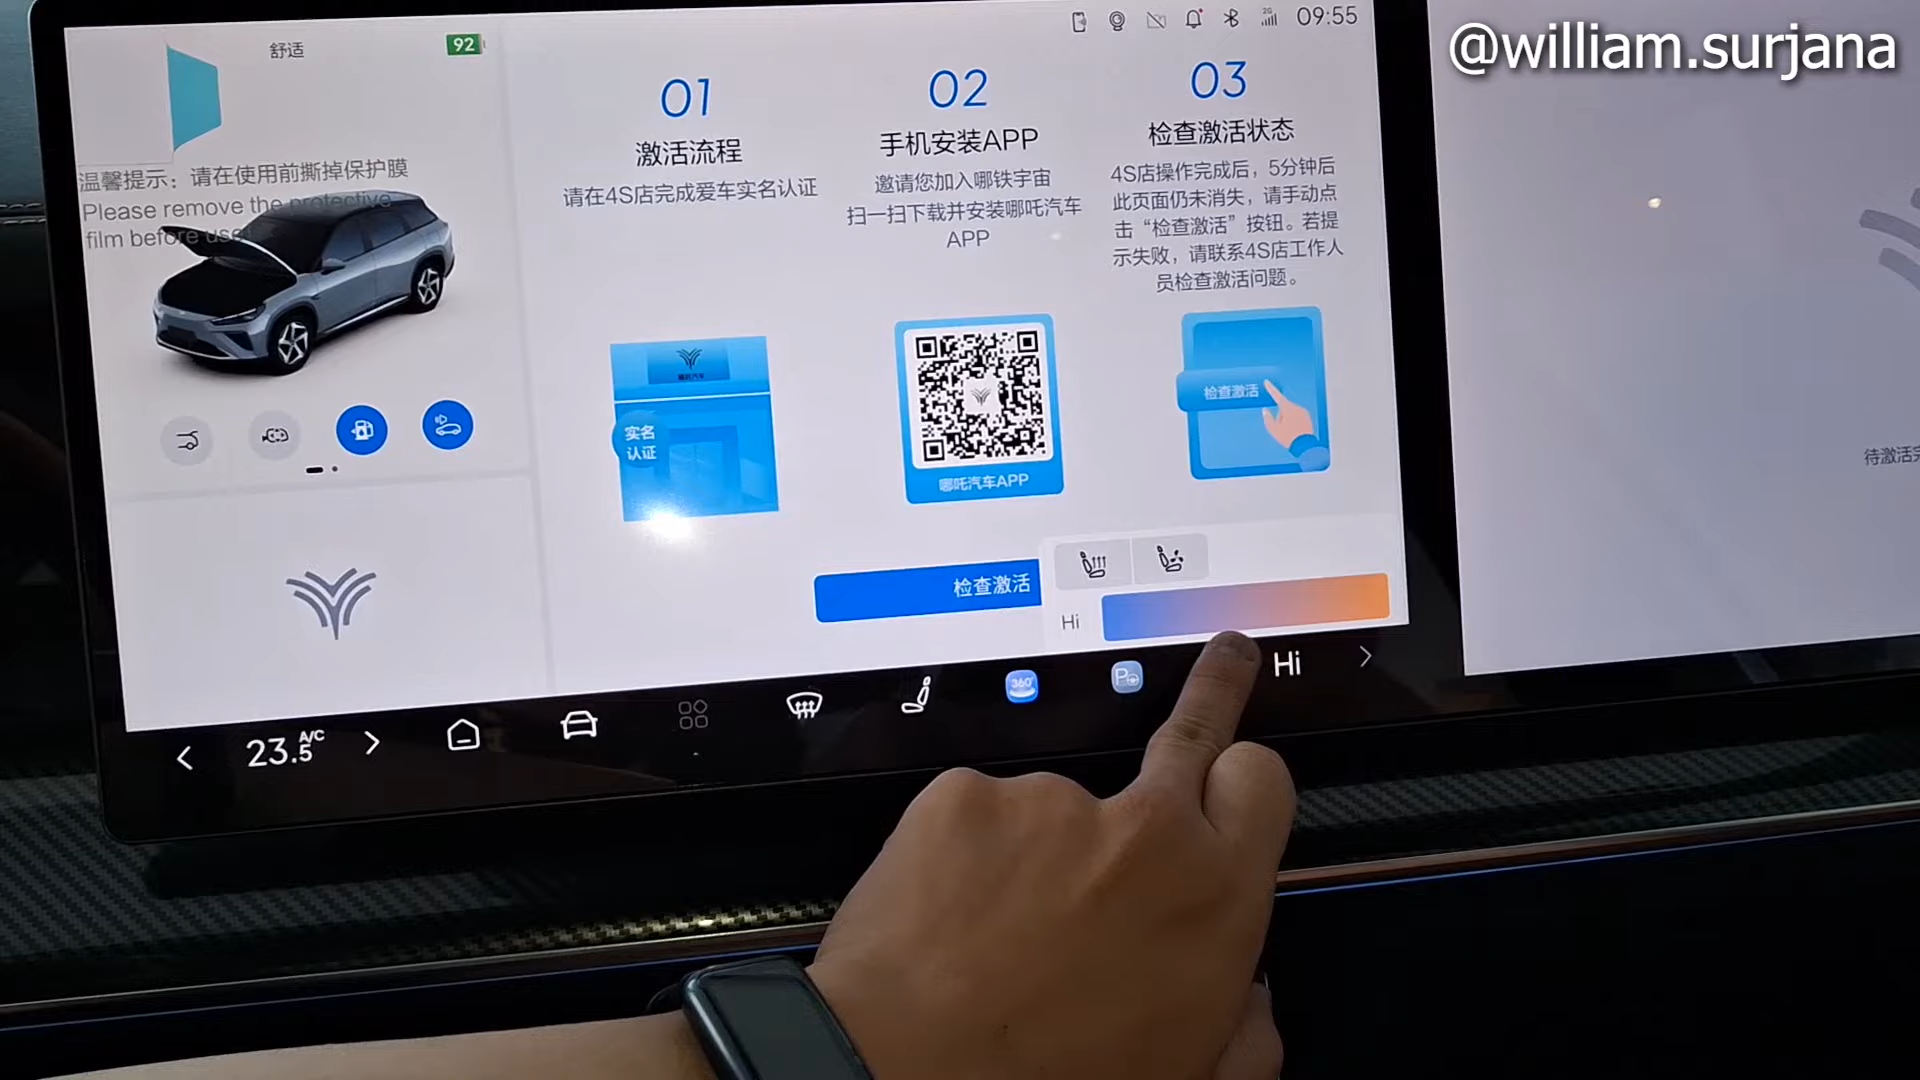 @william.surjana
舒适
92
2G
09:55
温馨提示：请在使用前撕掉保护膜
Please remove the protective
film before use
01
激活流程
请在4S店完成爱车实名认证
实名
认证
02
手机安装APP
邀请您加入哪铁宇宙
扫一扫下载并安装哪吒汽车
APP
哪吒汽车APP
03
检查激活状态
4S店操作完成后，5分钟后
此页面仍未消失，请手动点
击“检查激活”按钮。若提
示失败，请联系4S店工作人
员检查激活问题。
检查激活
检查激活
Hi
待激活完
23.5
A/C
360°
P
Hi